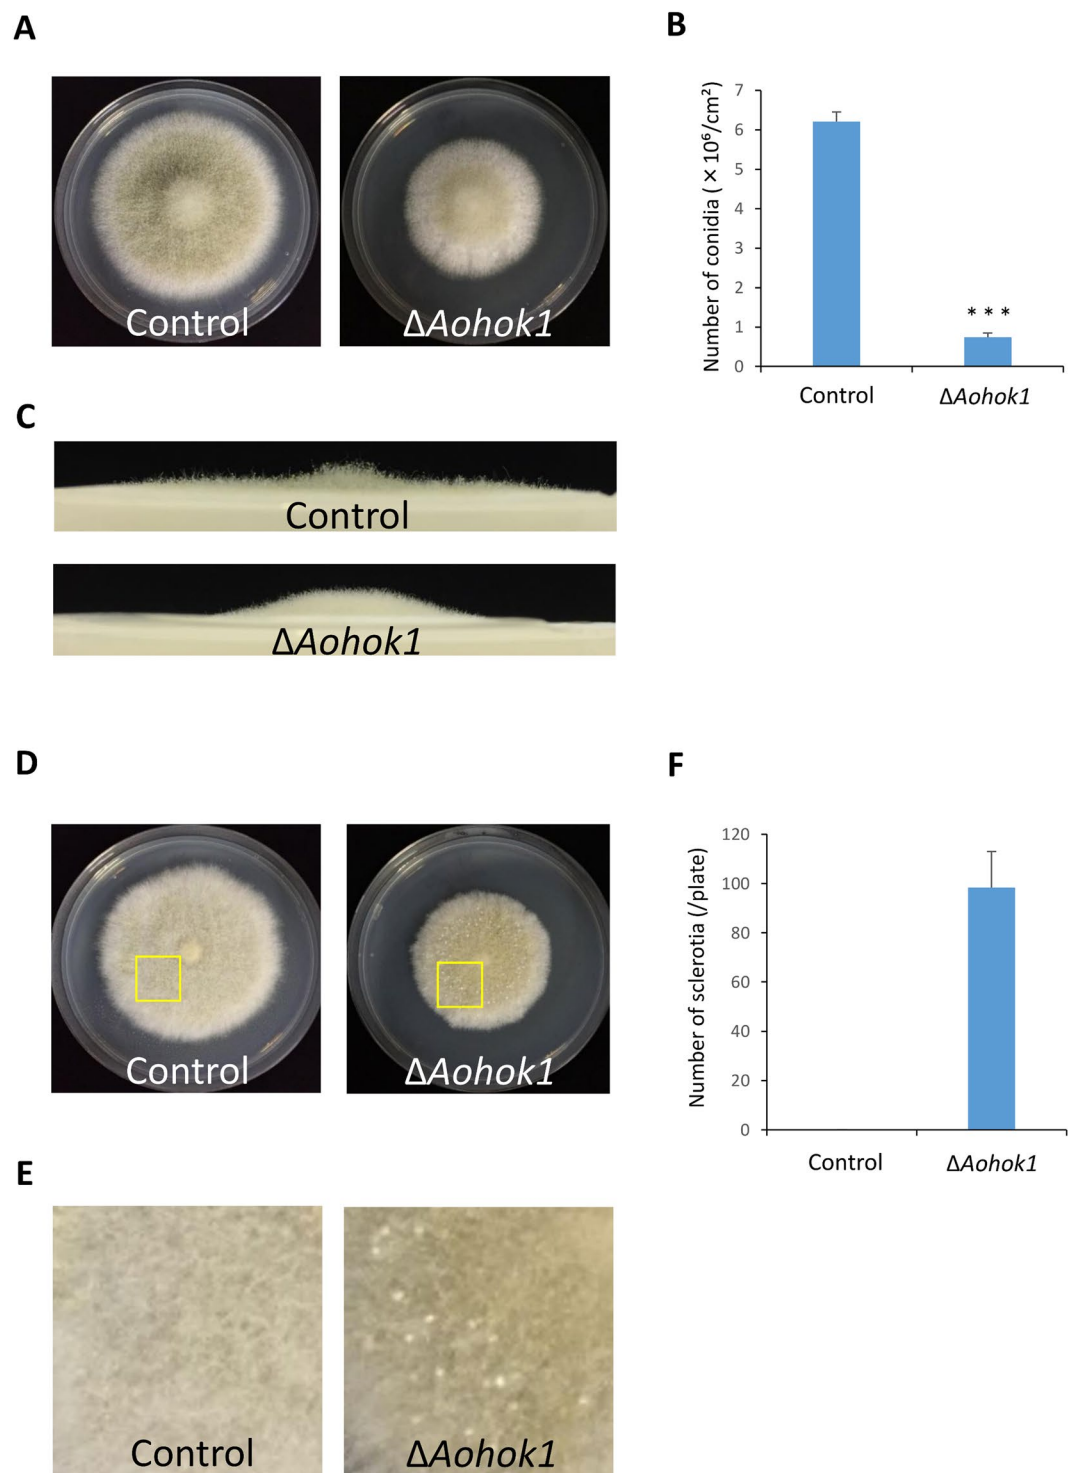 A
Control
ΔAohok1
B
Number of conidia (×10⁶/cm²)
7
6
5
4
3
2
1
0
***
Control
ΔAohok1
C
Control
ΔAohok1
D
Control
ΔAohok1
E
Control
ΔAohok1
F
Number of sclerotia (/plate)
120
100
80
60
40
20
0
Control
ΔAohok1